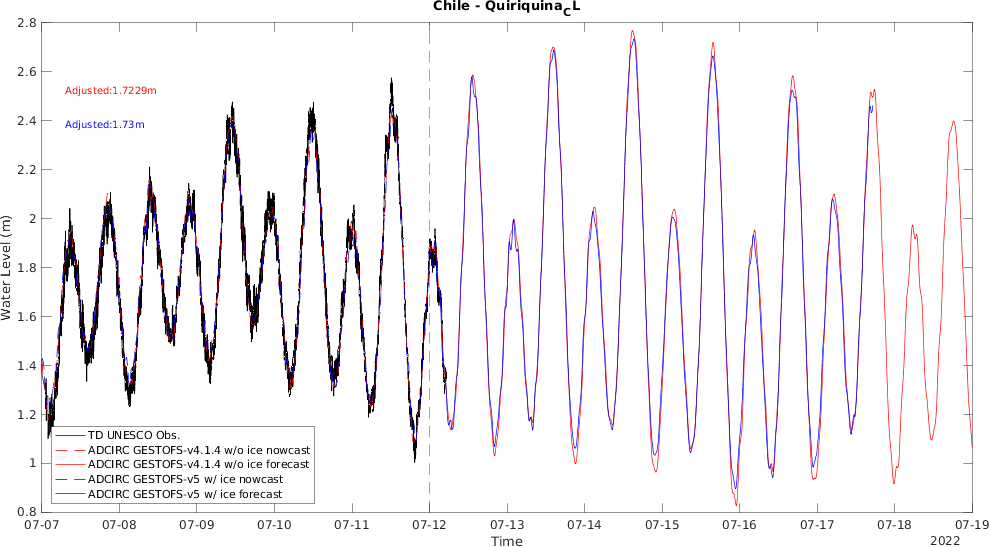 Chile - Quiriquina_CL
2.8
2.6
2.4
2.2
2
1.8
1.6
1.4
1.2
1
0.8
Water Level (m)
Adjusted:1.7229m
Adjusted:1.73m
TD UNESCO Obs.
ADCIRC GESTOFS-v4.1.4 w/o ice nowcast
ADCIRC GESTOFS-v4.1.4 w/o ice forecast
ADCIRC GESTOFS-v5 w/ ice nowcast
ADCIRC GESTOFS-v5 w/ ice forecast
07-07 07-08 07-09 07-10 07-11 07-12 07-13 07-14 07-15 07-16 07-17 07-18 07-19
Time
2022